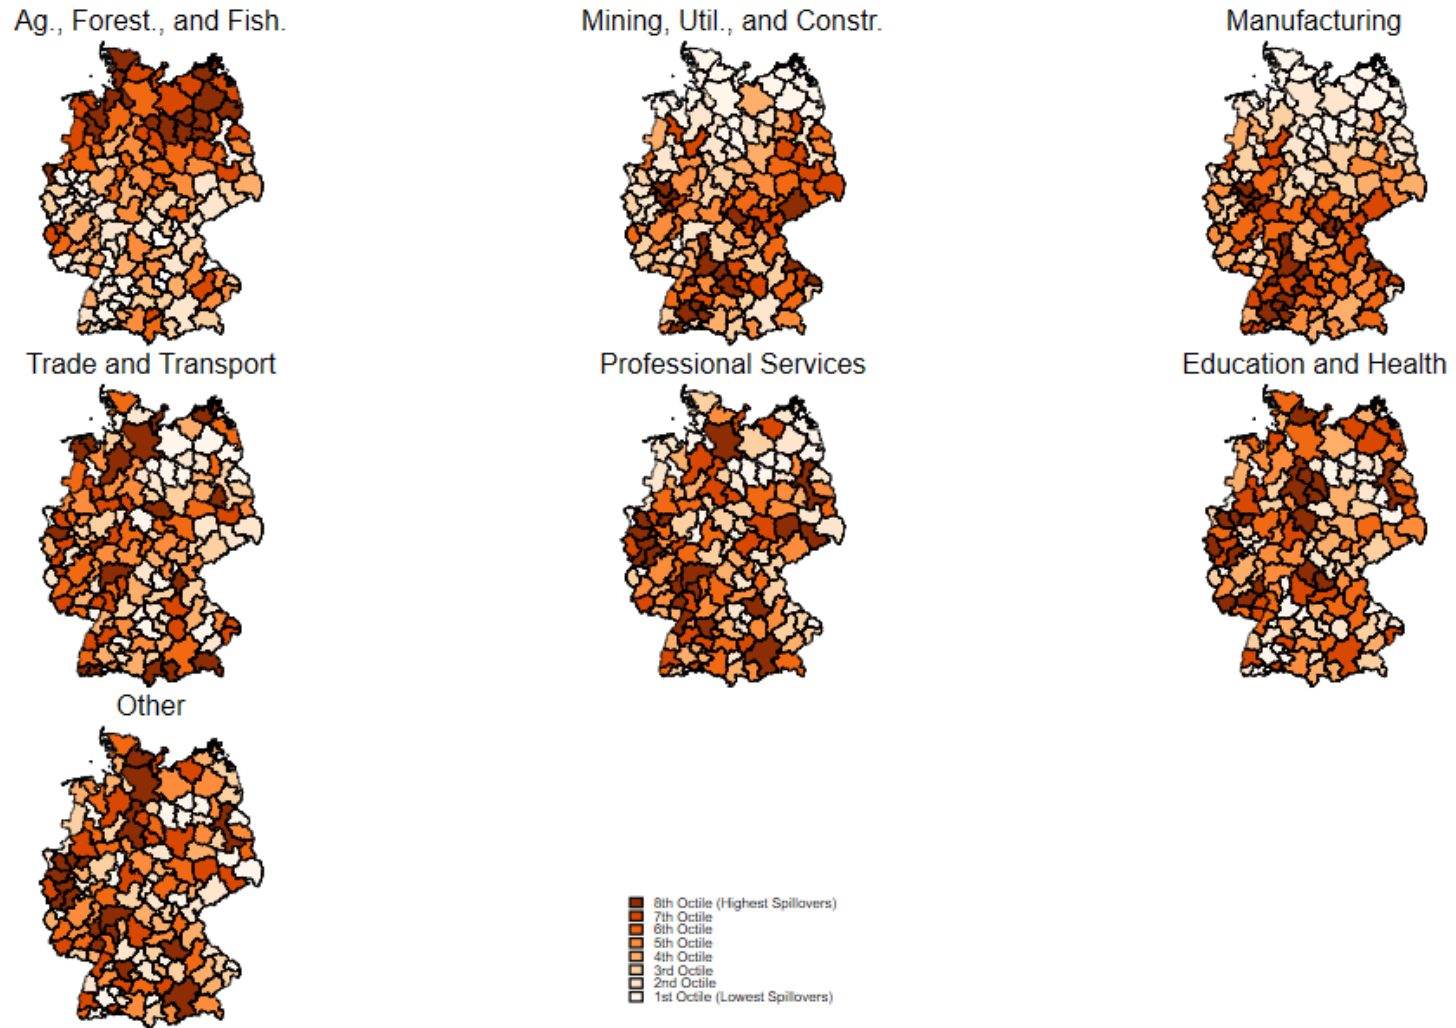 Ag., Forest., and Fish.
Mining, Util., and Constr.
Manufacturing
Trade and Transport
Professional Services
Education and Health
Other
8th Octile (Highest Spillovers)
7th Octile
6th Octile
5th Octile
4th Octile
3rd Octile
2nd Octile
1st Octile (Lowest Spillovers)